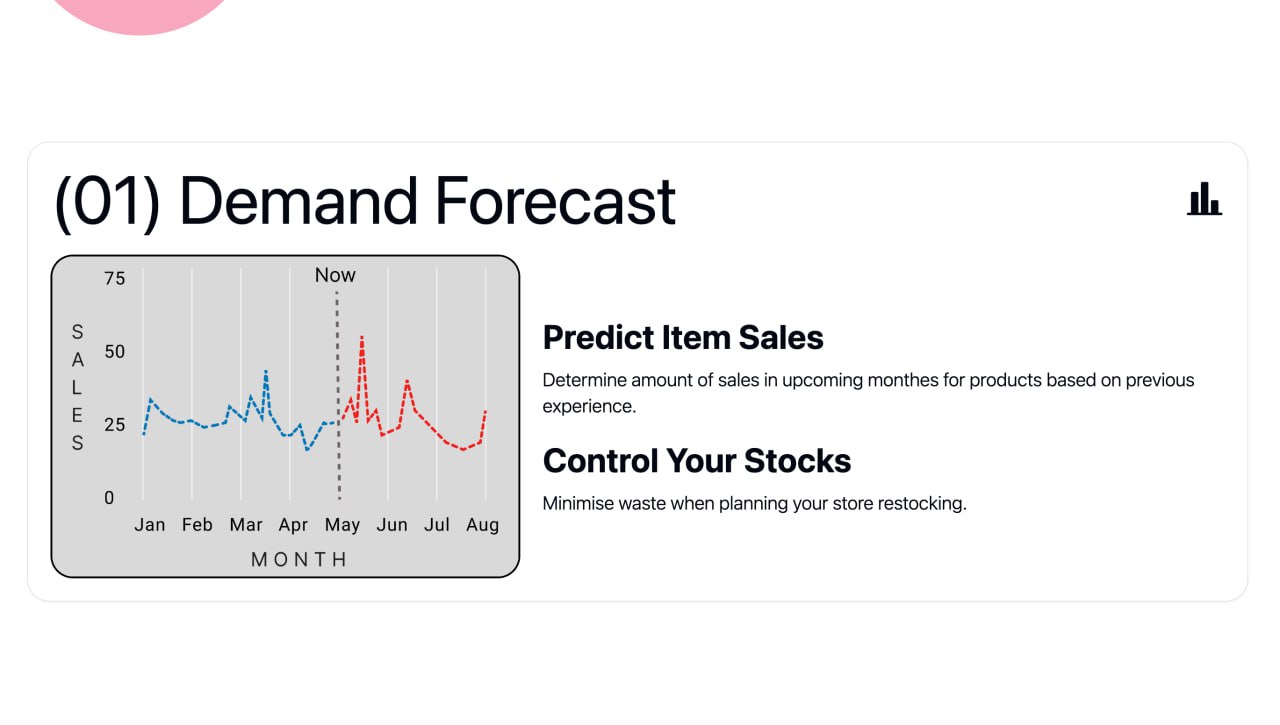 (01) Demand Forecast
75
Now
50
25
0
SALES
Jan Feb Mar Apr May Jun Jul Aug
MONTH
Predict Item Sales
Determine amount of sales in upcoming monthes for products based on previous
experience.
Control Your Stocks
Minimise waste when planning your store restocking.